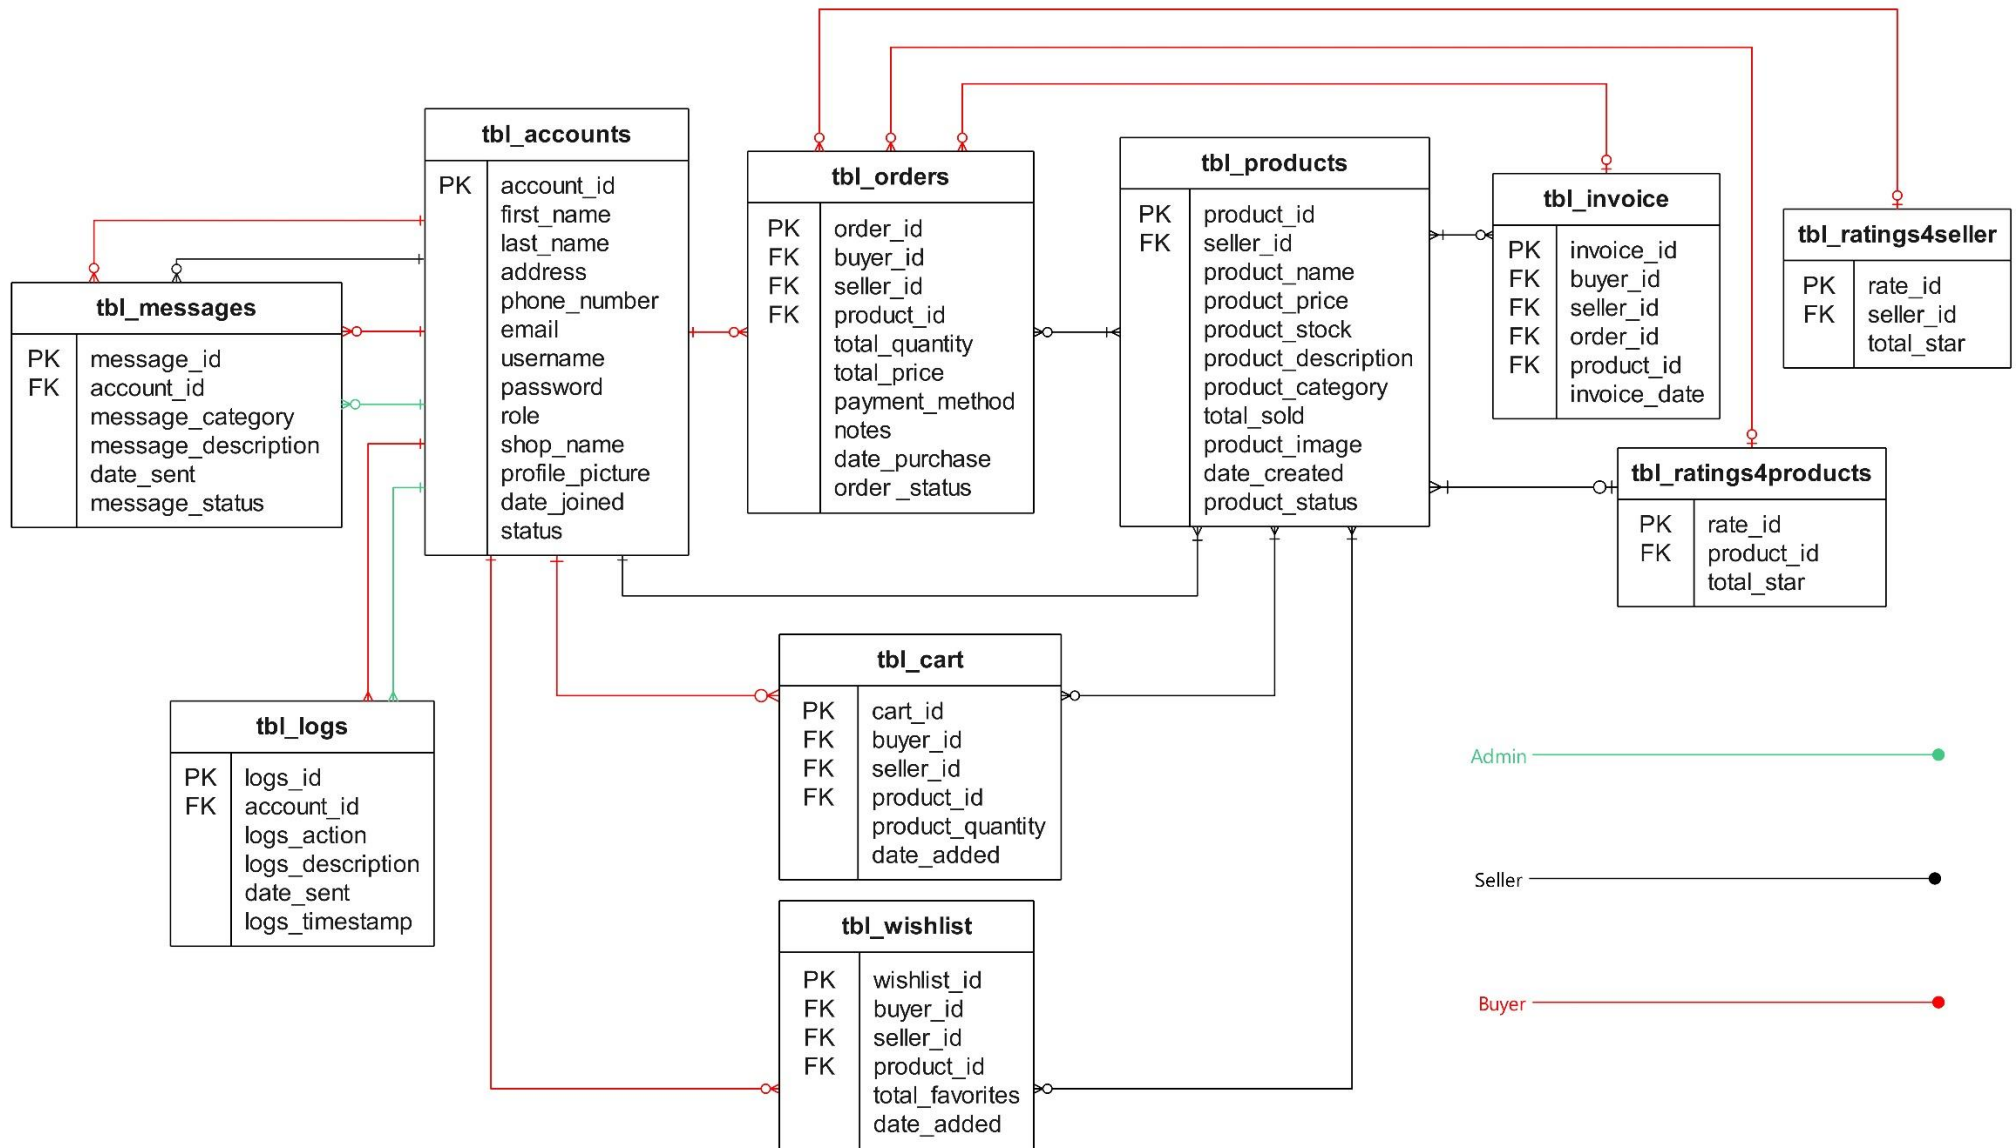 tbl_accounts
PK account_id
first_name
last_name
address
phone_number
email
username
password
role
shop_name
profile_picture
date_joined
status
tbl_messages
PK message_id
FK account_id
message_category
message_description
date_sent
message_status
tbl_logs
PK logs_id
FK account_id
logs_action
logs_description
date_sent
logs_timestamp
tbl_orders
PK order_id
FK buyer_id
FK seller_id
FK product_id
total_quantity
total_price
payment_method
notes
date_purchase
order _status
tbl_products
PK product_id
FK seller_id
product_name
product_price
product_stock
product_description
product_category
total_sold
product_image
date_created
product_status
tbl_invoice
PK invoice_id
FK buyer_id
FK seller_id
FK order_id
FK product_id
invoice_date
tbl_ratings4seller
PK rate_id
FK seller_id
total_star
tbl_ratings4products
PK rate_id
FK product_id
total_star
tbl_cart
PK cart_id
FK buyer_id
FK seller_id
FK product_id
product_quantity
date_added
tbl_wishlist
PK wishlist_id
FK buyer_id
FK seller_id
FK product_id
total_favorites
date_added
Admin
Seller
Buyer